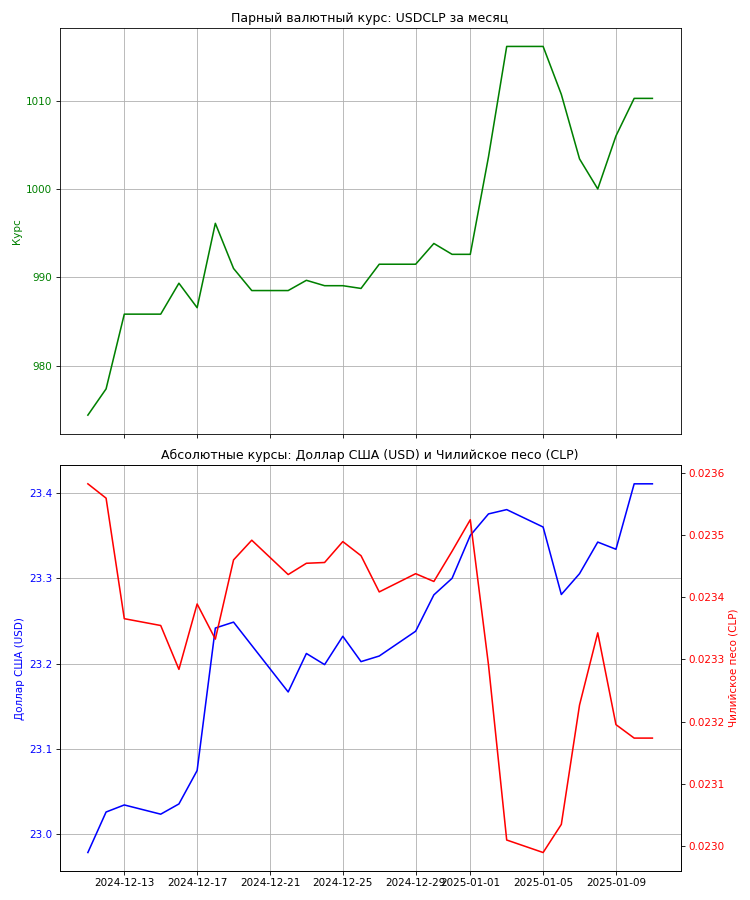 Парный валютный курс: USDCLP за месяц
1010
1000
990
980
Курс
Абсолютные курсы: Доллар США (USD) и Чилийское песо (CLP)
23.4
23.3
23.2
23.1
23.0
Доллар США (USD)
0.0236
0.0235
0.0234
0.0233
0.0232
0.0231
0.0230
Чилийское песо (CLP)
2024-12-13 2024-12-17 2024-12-21 2024-12-25 2024-12-29 2025-01-01 2025-01-05 2025-01-09